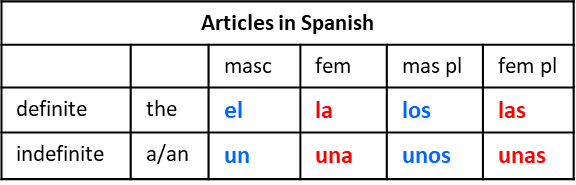 Articles in Spanish
masc fem mas pl fem pl
definite the el la los las
indefinite a/an un una unos unas